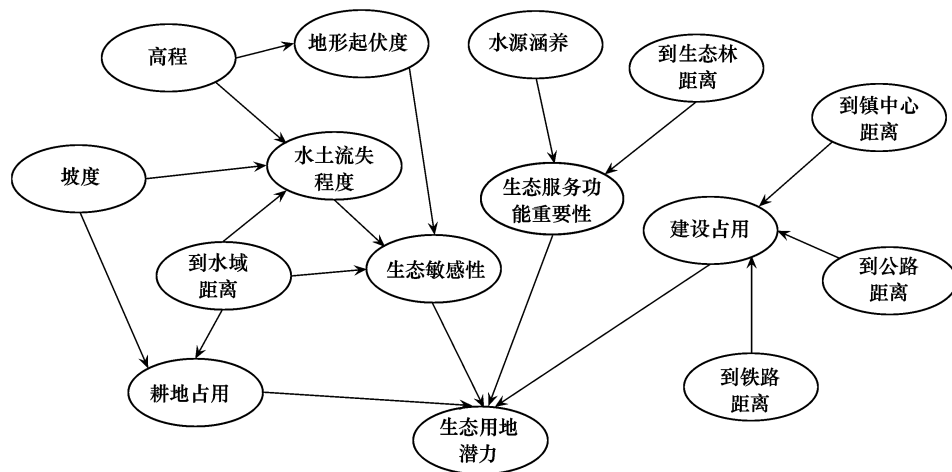 高程
地形起伏度
水源涵养
到生态林
距离
到镇中心
距离
坡度
水土流失
程度
生态服务功
能重要性
建设占用
到水域
距离
生态敏感性
到公路
距离
耕地占用
到铁路
距离
生态用地
潜力